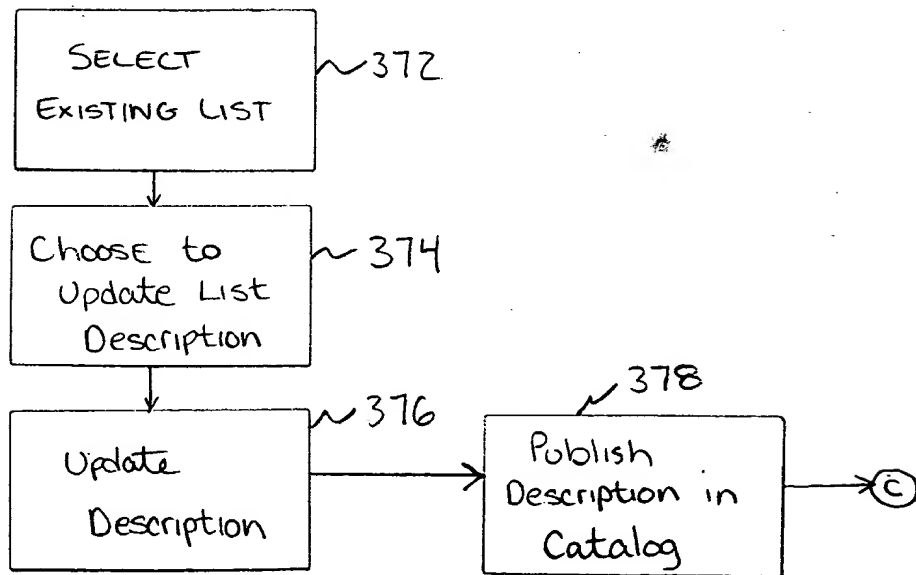 SELECT
EXISTING LIST
372
Choose to
Update List
Description
374
Update
Description
376
378
Publish
Description in
Catalog
C